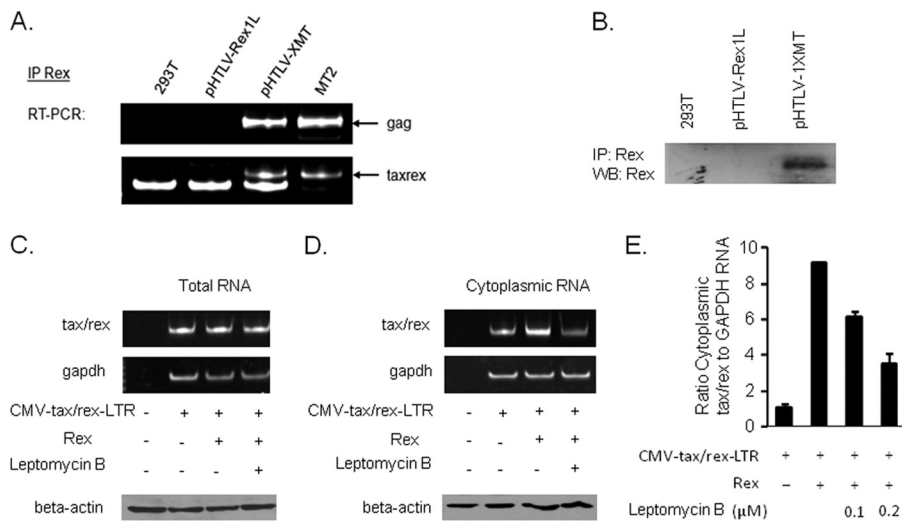 A.
IP Rex
RT-PCR:
293T
pHTLV-Rex1L
pHTLV-XMT
MT2
gag
taxrex
B.
293T
pHTLV-Rex1L
pHTLV-1XMT
IP: Rex
WB: Rex
C.
Total RNA
tax/rex
gapdh
CMV-tax/rex-LTR - + + +
Rex - - + +
Leptomycin B - - - +
beta-actin
D.
Cytoplasmic RNA
tax/rex
gapdh
CMV-tax/rex-LTR - + + +
Rex - - + +
Leptomycin B - - - +
beta-actin
E.
Ratio Cytoplasmic
tax/rex to GAPDH RNA
10
8
6
4
2
0
CMV-tax/rex-LTR + + + +
Rex – + + +
Leptomycin B (μM) 0.1 0.2